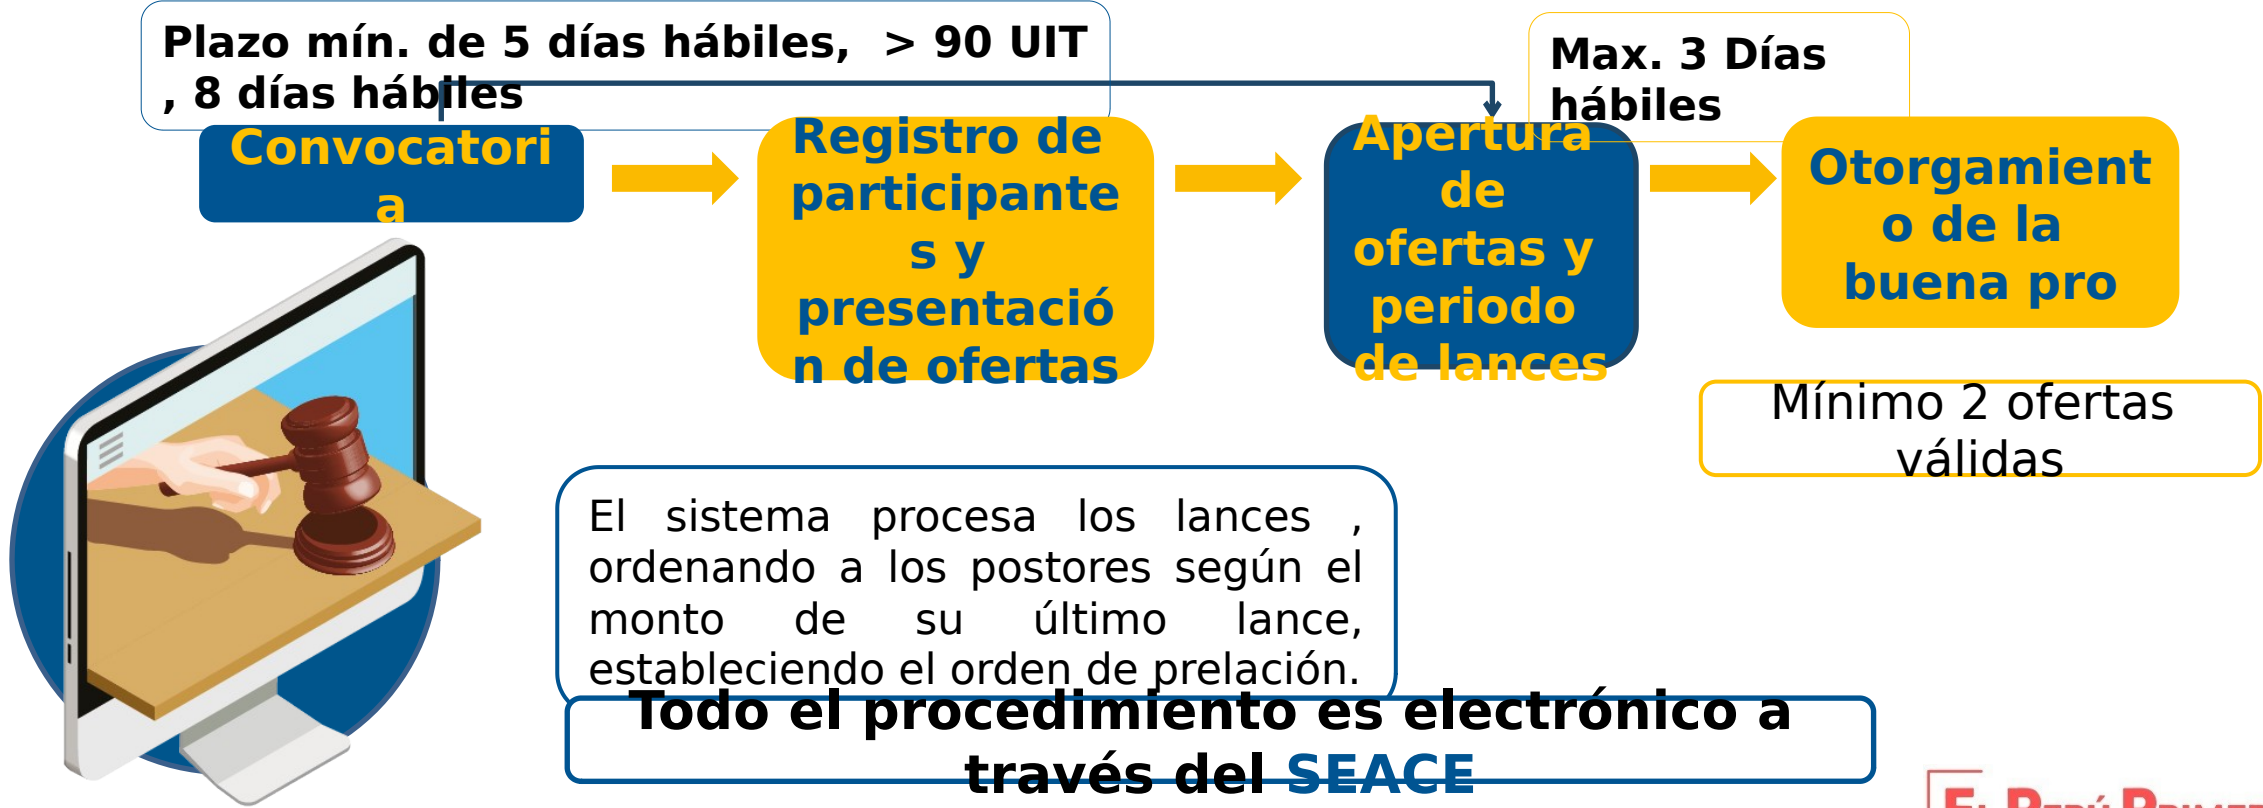 Plazo mín. de 5 días hábiles, > 90 UIT
, 8 días hábiles
Max. 3 Días
hábiles
Convocatori
a
Registro de
participante
s y
presentació
n de ofertas
Apertura
de
ofertas y
periodo
de lances
Otorgamient
o de la
buena pro
Mínimo 2 ofertas
válidas
El sistema procesa los lances ,
ordenando a los postores según el
monto de su último lance,
estableciendo el orden de prelación.
Todo el procedimiento es electrónico a
través del SEACE
EL PERÚ